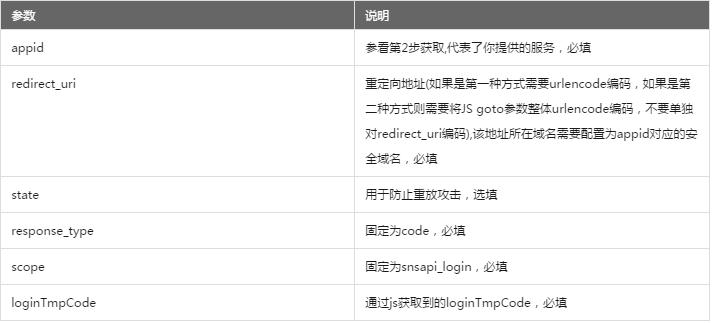 参数 说明
appid 参看第2步获取,代表了你提供的服务，必填
redirect_uri 重定向地址(如果是第一种方式需要urlencode编码，如果是第
二种方式则需要将JS goto参数整体urlencode编码，不要单独
对redirect_uri编码),该地址所在域名需要配置为appid对应的安
全域名，必填
state 用于防止重放攻击，选填
response_type 固定为code，必填
scope 固定为snsapi_login，必填
loginTmpCode 通过js获取到的loginTmpCode，必填